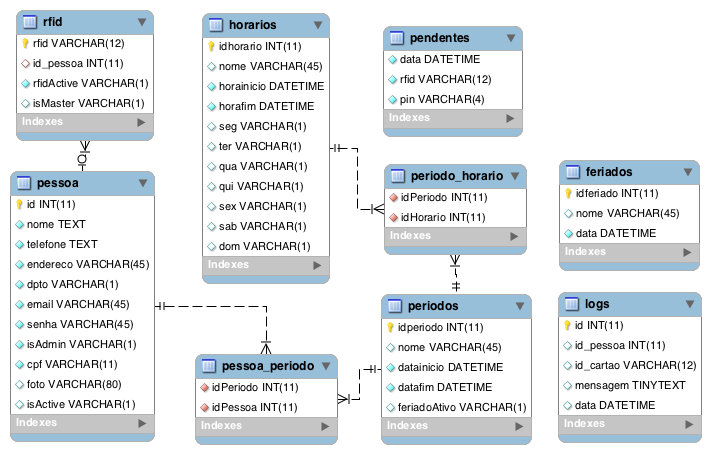 rfid
rfid VARCHAR(12)
id_pessoa INT(11)
rfidActive VARCHAR(1)
isMaster VARCHAR(1)
Indexes
horarios
idhorario INT(11)
nome VARCHAR(45)
horainicio DATETIME
horafim DATETIME
seg VARCHAR(1)
ter VARCHAR(1)
qua VARCHAR(1)
qui VARCHAR(1)
sex VARCHAR(1)
sab VARCHAR(1)
dom VARCHAR(1)
Indexes
pendentes
data DATETIME
rfid VARCHAR(12)
pin VARCHAR(4)
Indexes
pessoa
id INT(11)
nome TEXT
telefone TEXT
endereco VARCHAR(45)
dpto VARCHAR(1)
email VARCHAR(45)
senha VARCHAR(45)
isAdmin VARCHAR(1)
cpf VARCHAR(11)
foto VARCHAR(80)
isActive VARCHAR(1)
Indexes
periodo_horario
idPeriodo INT(11)
idHorario INT(11)
Indexes
feriados
idferiado INT(11)
nome VARCHAR(45)
data DATETIME
Indexes
pessoa_periodo
idPeriodo INT(11)
idPessoa INT(11)
Indexes
periodos
idperiodo INT(11)
nome VARCHAR(45)
datainicio DATETIME
datafim DATETIME
feriadoAtivo VARCHAR(1)
Indexes
logs
id INT(11)
id_pessoa INT(11)
id_cartao VARCHAR(12)
mensagem TINYTEXT
data DATETIME
Indexes